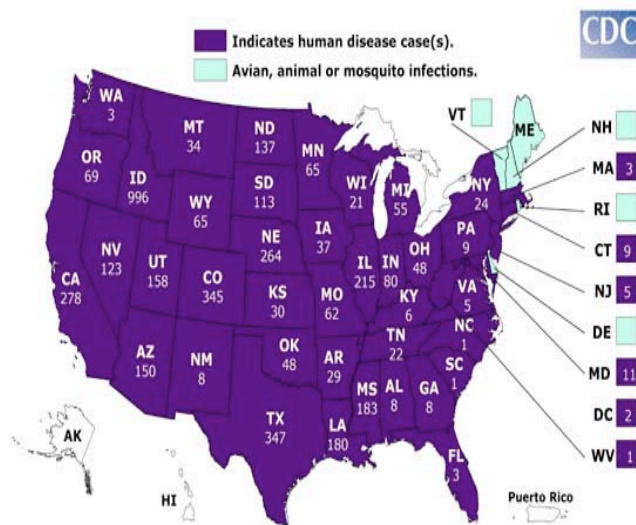 Indicates human disease case(s).
Avian, animal or mosquito infections.
CDC
WA
3
MT
34
ND
137
MN
65
VT
ME
NH
OR
69
ID
996
WY
65
SD
113
WI
21
MI
55
NY
24
MA 3
RI
NV
123
UT
158
CO
345
NE
264
IA
37
IL
215
IN
80
OH
48
PA
9
CT 9
CA
278
KS
30
MO
62
KY
6
VA
5
NJ 5
DE
AZ
150
NM
8
OK
48
AR
29
TN
22
NC
1
MD 11
SC
1
MS
183
AL
8
GA
8
DC 2
TX
347
LA
180
FL
3
WV 1
AK
HI
Puerto Rico